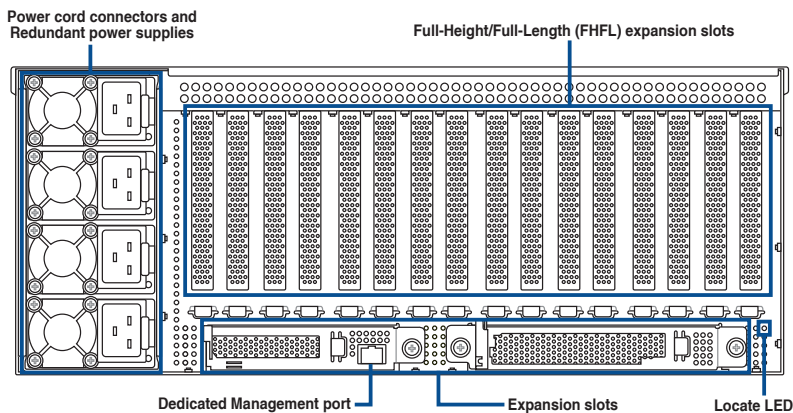 Power cord connectors and
Redundant power supplies
Full-Height/Full-Length (FHFL) expansion slots
Dedicated Management port
Expansion slots
Locate LED